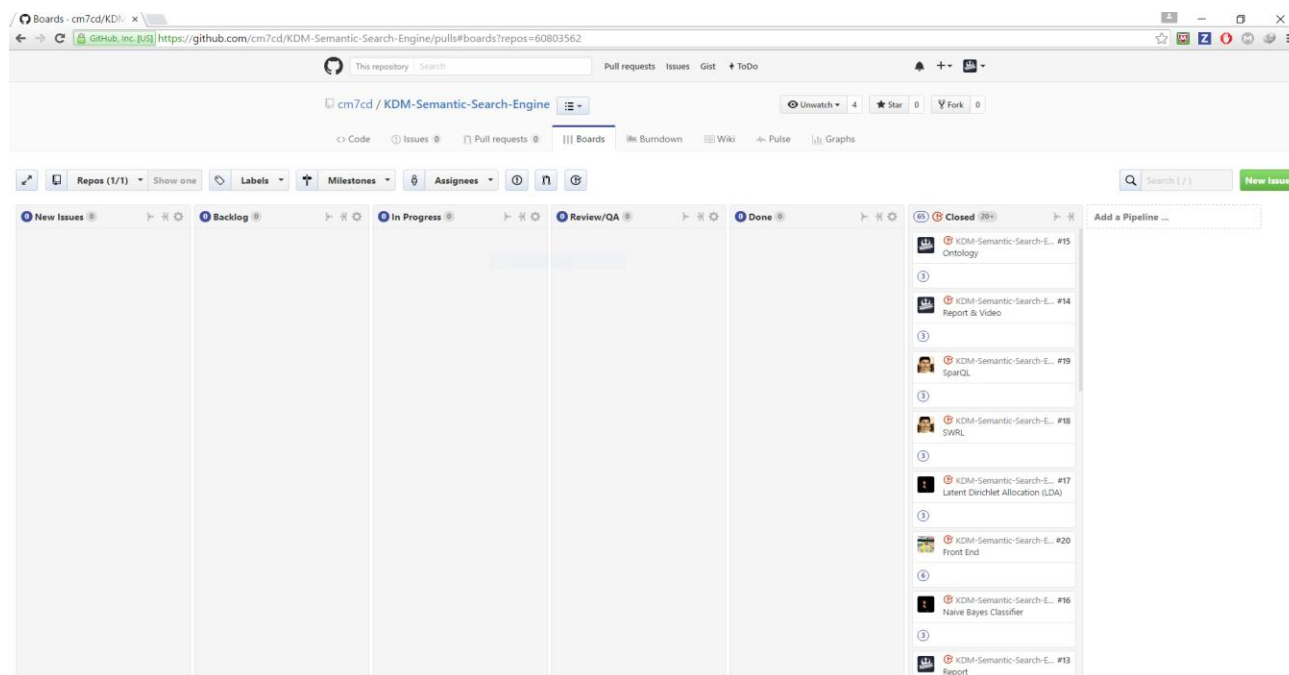 Boards - cm7cd/KDM
GitHub, Inc. [US] https://github.com/cm7cd/KDM-Semantic-Search-Engine/pulls#boards?repos=60803562
This repository Search Pull requests Issues Gist ToDo
cm7cd / KDM-Semantic-Search-Engine Unwatch 4 Star 0 Fork 0
Code Issues 0 Pull requests 0 Boards Burndown Wiki Pulse Graphs
Repos (1/1) Show one Labels Milestones Assignees Search ( / ) New Issue
0 New Issues 0 0 Backlog 0 0 In Progress 0 0 Review/QA 0 0 Done 0 65 Closed 20+ Add a Pipeline ...
KDM-Semantic-Search-E... #15
Ontology
3
KDM-Semantic-Search-E... #14
Report & Video
3
KDM-Semantic-Search-E... #19
SparQL
3
KDM-Semantic-Search-E... #18
SWRL
3
KDM-Semantic-Search-E... #17
Latent Dirichlet Allocation (LDA)
3
KDM-Semantic-Search-E... #20
Front End
6
KDM-Semantic-Search-E... #16
Naive Bayes Classifier
3
KDM-Semantic-Search-E... #13
Report